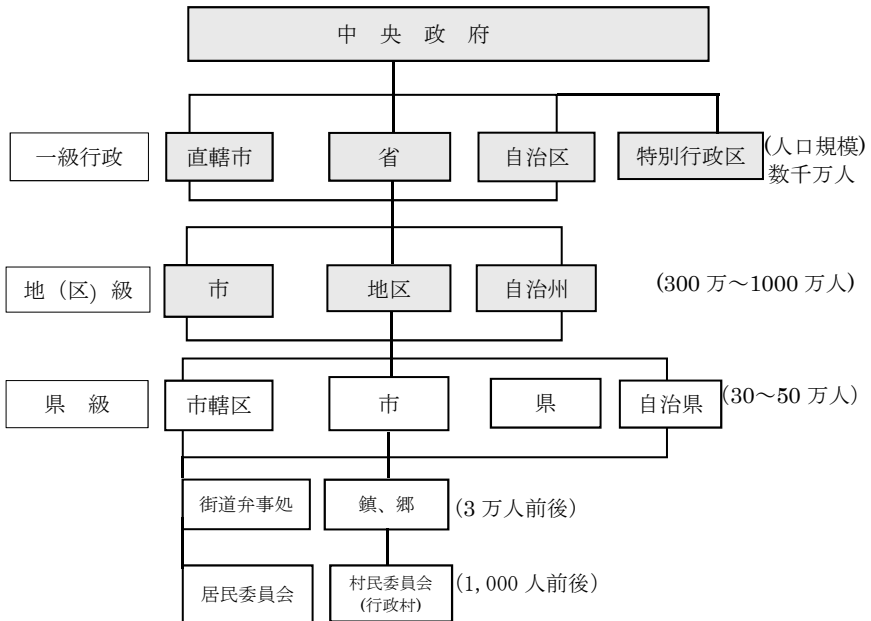 中 央 政 府
一級行政
直轄市
省
自治区
特別行政区
(人口規模)
数千万人
地（区）級
市
地区
自治州
(300 万～1000 万人)
県 級
市轄区
市
県
自治県
(30～50 万人)
街道弁事処
鎮、郷
(3 万人前後)
居民委員会
村民委員会
(行政村)
(1,000 人前後)